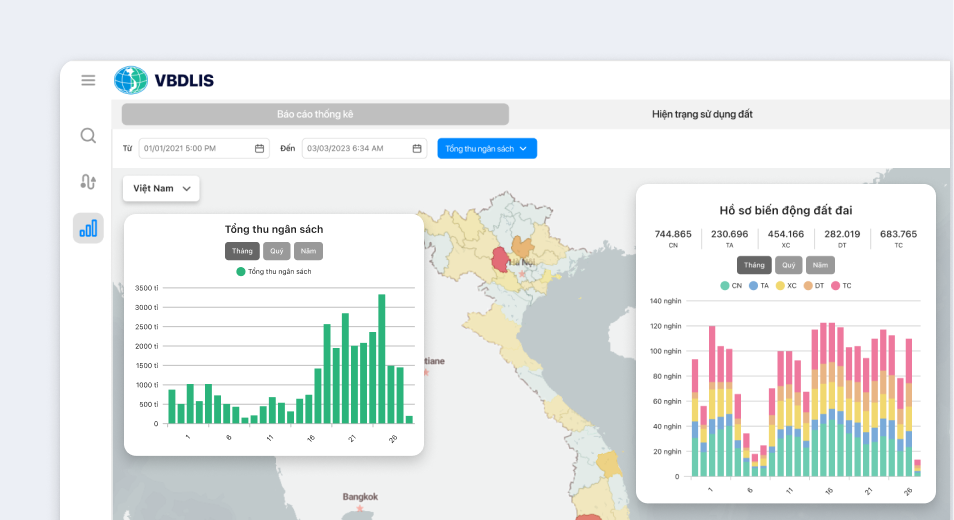 VBDLIS
Báo cáo thống kê
Hiện trạng sử dụng đất
Từ 01/01/2021 5:00 PM Đến 03/03/2023 6:34 AM Tổng thu ngân sách
Việt Nam
Tổng thu ngân sách
Tháng Quý Năm
Tổng thu ngân sách
3500 tỉ
3000 tỉ
2500 tỉ
2000 tỉ
1500 tỉ
1000 tỉ
500 tỉ
0
1 6 11 16 21 26
Hà Nội
tiane
Bangkok
Hồ sơ biến động đất đai
744.865 230.696 454.166 282.019 683.765
CN TA XC DT TC
Tháng Quý Năm
CN TA XC DT TC
140 nghìn
120 nghìn
100 nghìn
80 nghìn
60 nghìn
40 nghìn
20 nghìn
0
1 6 11 16 21 26